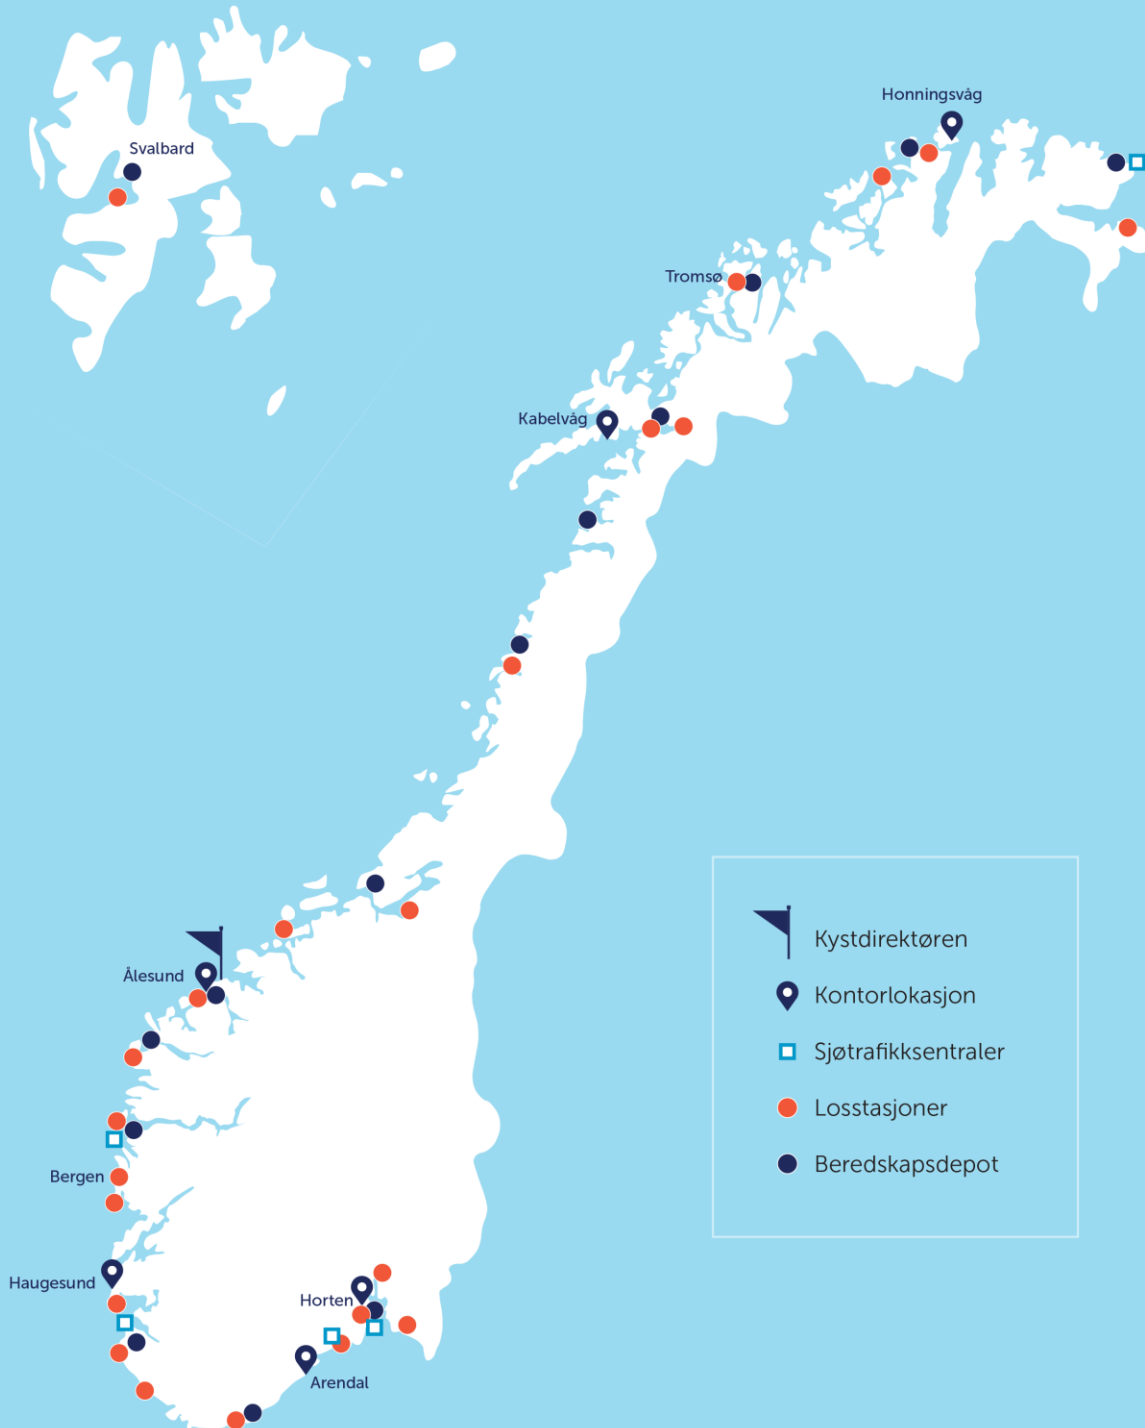 Honningsvåg
Svalbard
Tromsø
Kabelvåg
Ålesund
Bergen
Haugesund
Horten
Arendal
Kystdirektøren
Kontorlokasjon
Sjøtrafikksentraler
Losstasjoner
Beredskapsdepot